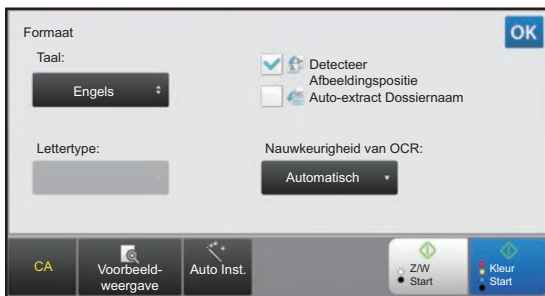 Formaat
OK
Taal:
Engels
Detecteer
Afbeeldingspositie
Auto-extract Dossiernaam
Lettertype:
Nauwkeurigheid van OCR:
Automatisch
CA
Voorbeeld-
weergave
Auto Inst.
Z/W
Start
Kleur
Start